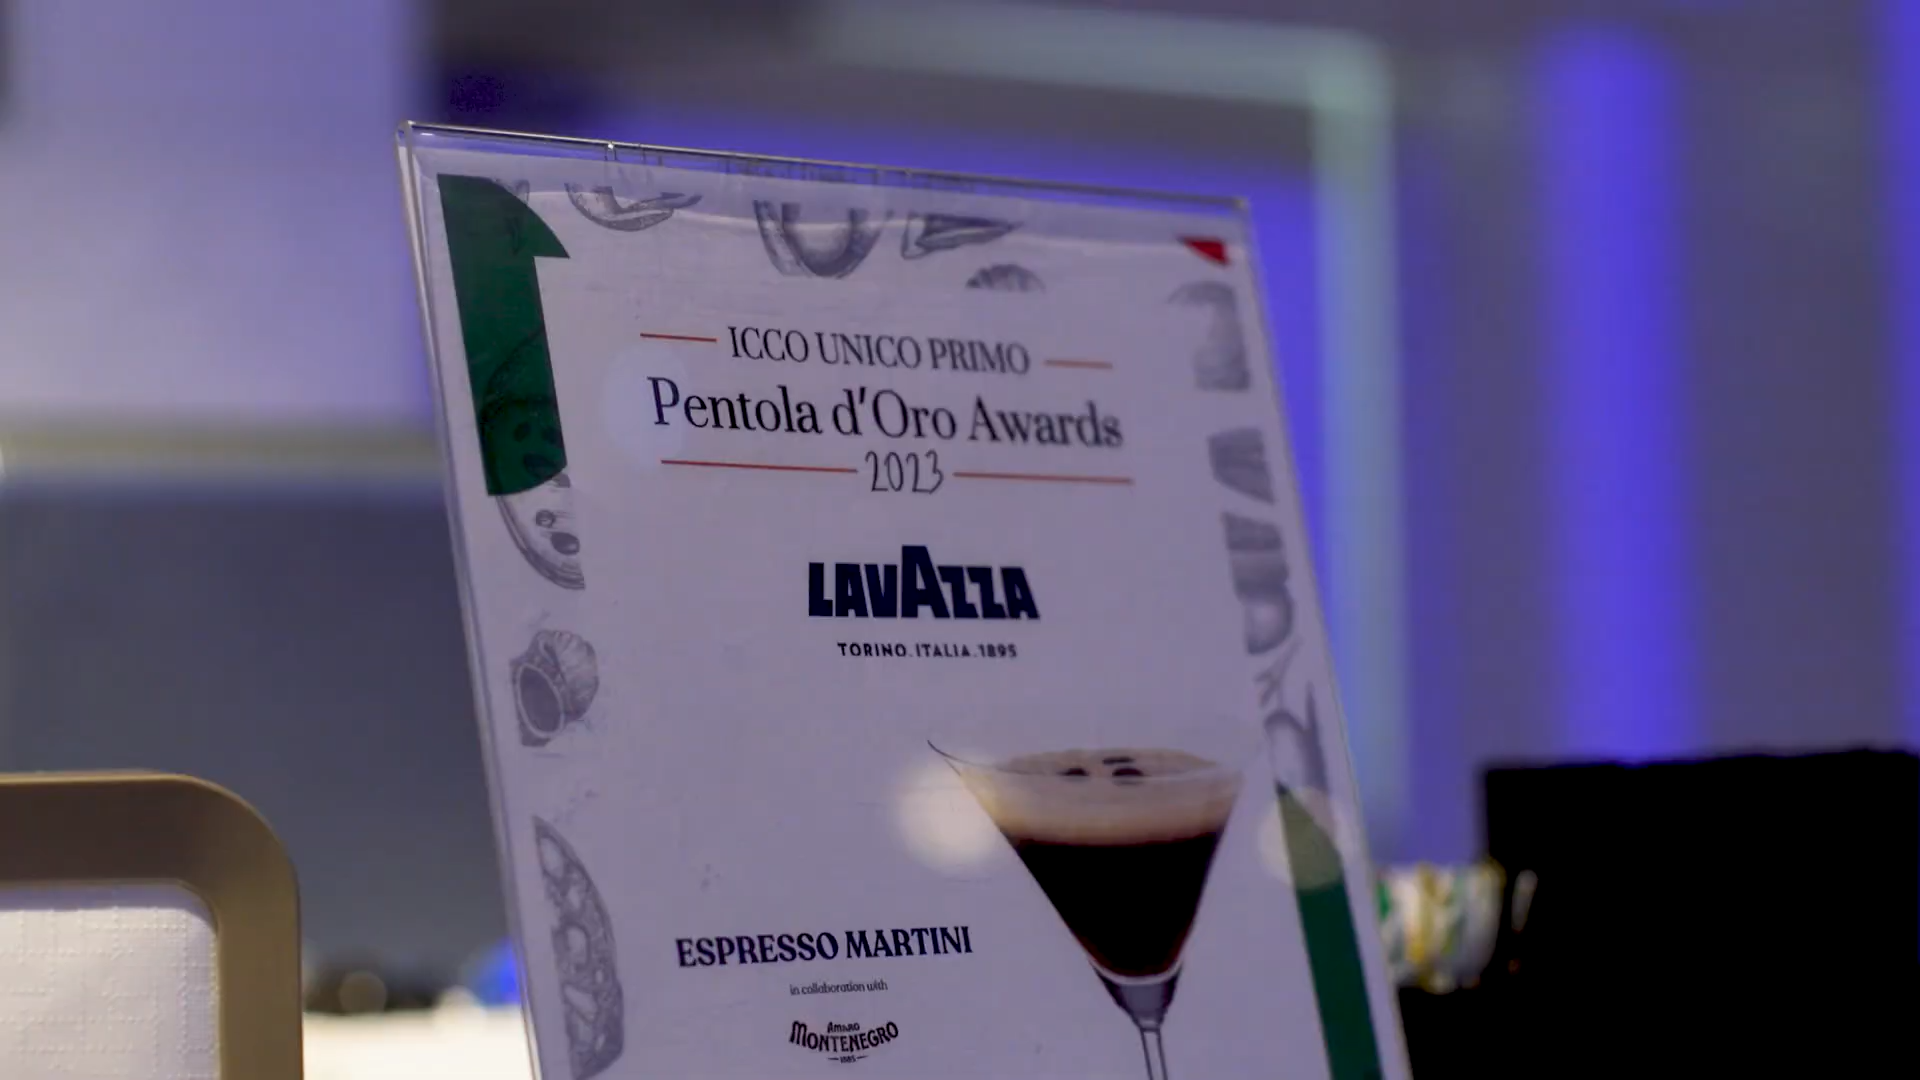 ICCO UNICO PRIMO
Pentola d'Oro Awards
2023
LAVAZZA
TORINO.ITALIA.1895
ESPRESSO MARTINI
in collaboration with
AMARO
MONTENEGRO
1885